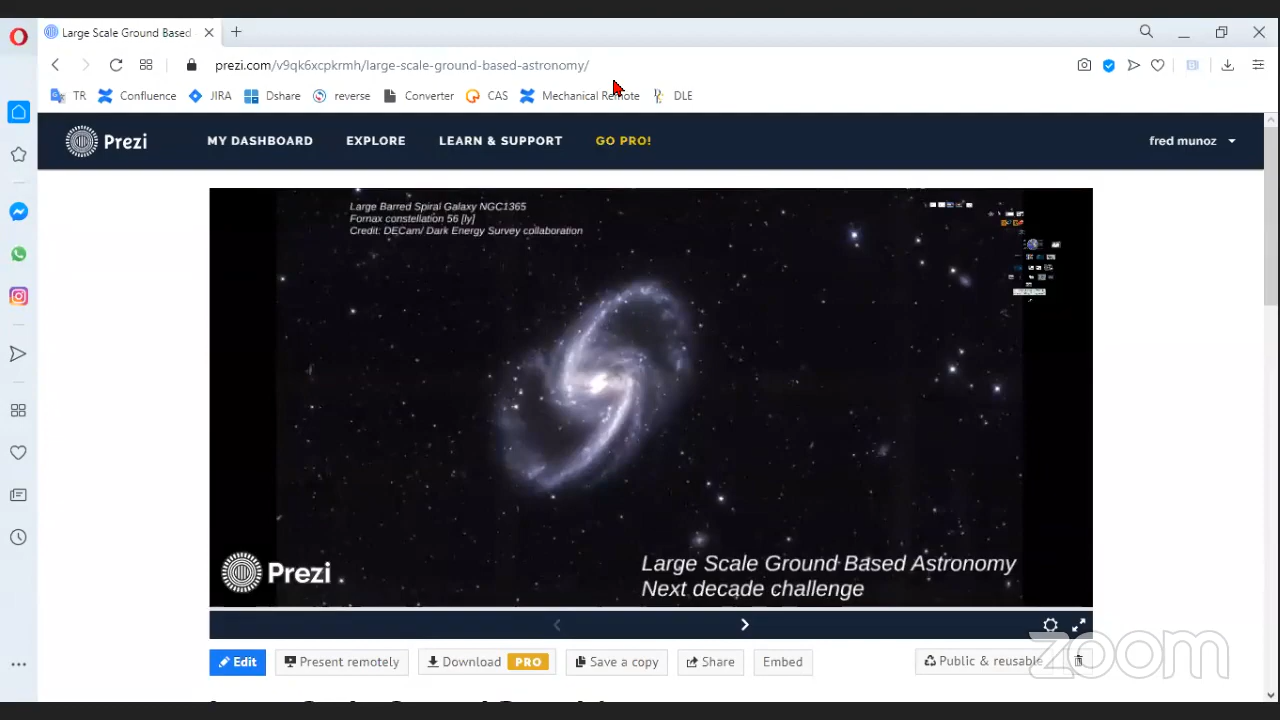 Large Scale Ground Based
prezi.com/v9qk6xcpkrmh/large-scale-ground-based-astronomy/
TR Confluence JIRA Dshare reverse Converter CAS Mechanical Remote DLE
Prezi MY DASHBOARD EXPLORE LEARN & SUPPORT GO PRO! fred munoz
Large Barred Spiral Galaxy NGC1365
Fornax constellation 56 [ly]
Credit: DECam/ Dark Energy Survey collaboration
Prezi
Large Scale Ground Based Astronomy
Next decade challenge
Edit Present remotely Download PRO Save a copy Share Embed Public & reusable
zoom